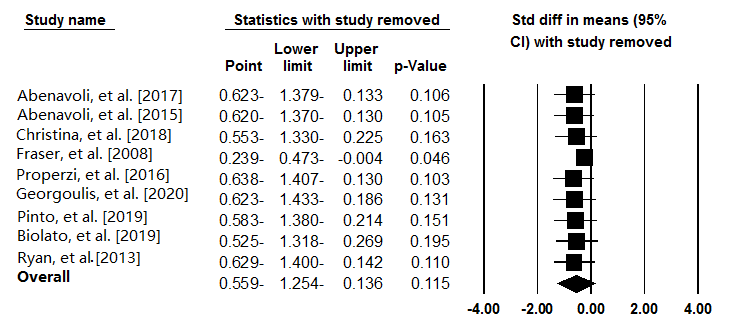 Study name Statistics with study removed Std diff in means (95%
CI) with study removed
Lower Upper
Point limit limit p-Value
Abenavoli, et al. [2017] 0.623- 1.379- 0.133 0.106
Abenavoli, et al. [2015] 0.620- 1.370- 0.130 0.105
Christina, et al. [2018] 0.553- 1.330- 0.225 0.163
Fraser, et al. [2008] 0.239- 0.473- -0.004 0.046
Properzi, et al. [2016] 0.638- 1.407- 0.130 0.103
Georgoulis, et al. [2020] 0.623- 1.433- 0.186 0.131
Pinto, et al. [2019] 0.583- 1.380- 0.214 0.151
Biolato, et al. [2019] 0.525- 1.318- 0.269 0.195
Ryan, et al. [2013] 0.629- 1.400- 0.142 0.110
Overall 0.559- 1.254- 0.136 0.115
-4.00 -2.00 0.00 2.00 4.00